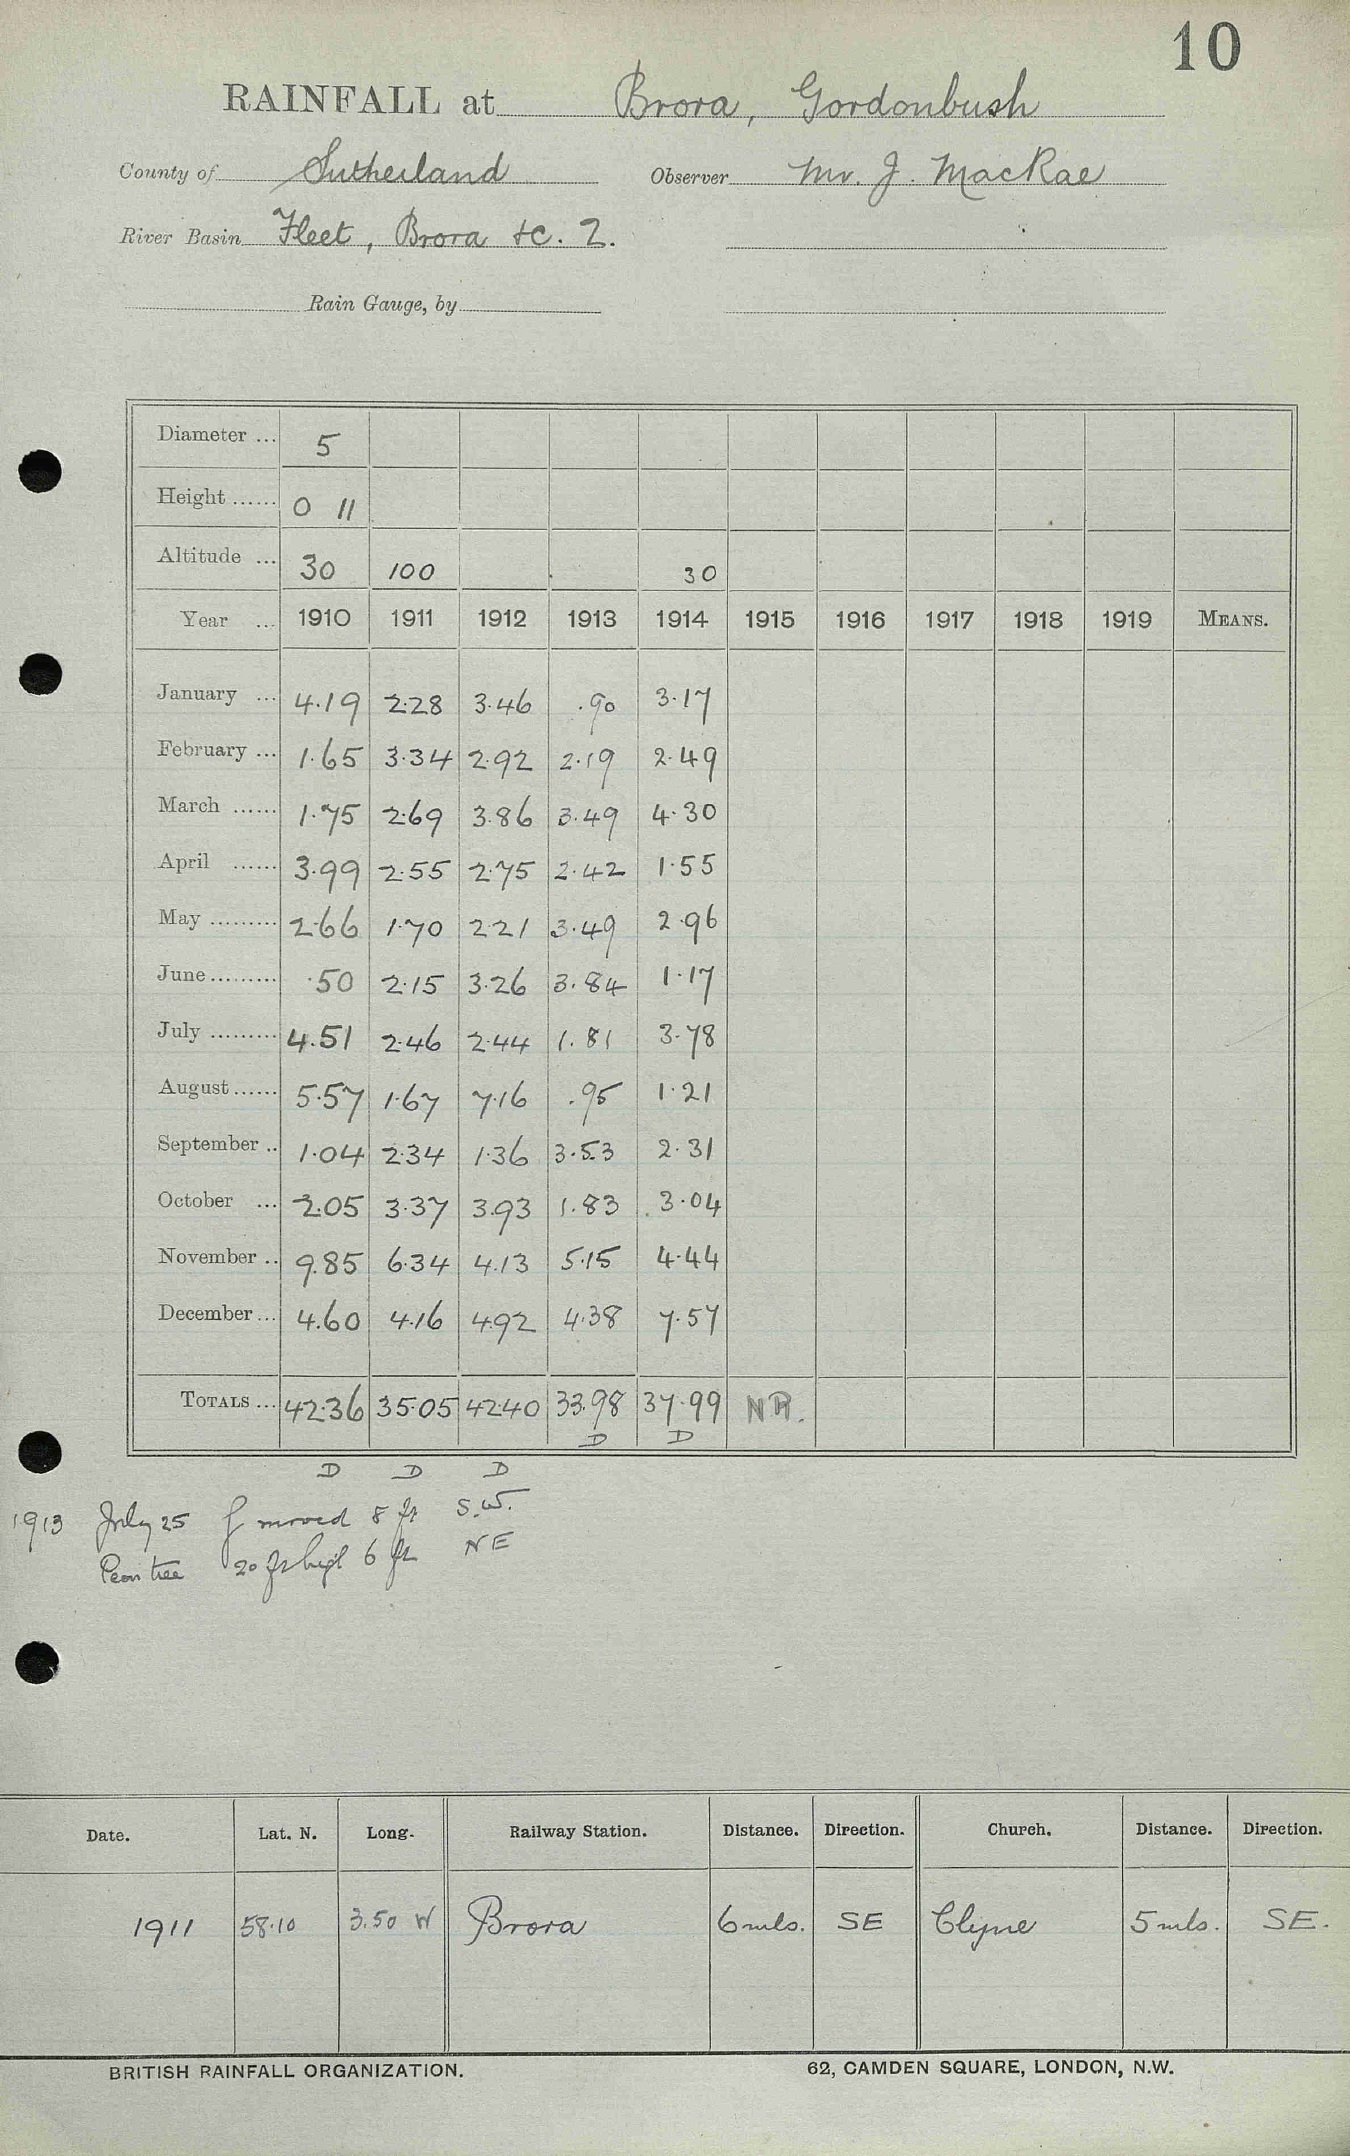 10
RAINFALL at Brora, Gordonbush
County of Sutherland Observer Mr. J. MacRae
River Basin Fleet, Brora &c. 2.
Rain Gauge, by
Diameter ... 5
Height ...... 0 11
Altitude ... 30 100 30
Year ... 1910 1911 1912 1913 1914 1915 1916 1917 1918 1919 MEANS.
January ... 4.19 2.28 3.46 .90 3.17
February ... 1.65 3.34 2.92 2.19 2.49
March ...... 1.75 2.69 3.86 3.49 4.30
April ...... 3.99 2.55 2.75 2.42 1.55
May ......... 2.66 1.70 2.21 3.49 2.96
June ......... .50 2.15 3.26 3.84 1.17
July ......... 4.51 2.46 2.44 1.81 3.78
August ...... 5.57 1.67 7.16 .95 1.21
September .. 1.04 2.34 1.36 3.53 2.31
October ... 2.05 3.37 3.93 1.83 3.04
November .. 9.85 6.34 4.13 5.15 4.44
December ... 4.60 4.16 4.92 4.38 7.57
TOTALS ... 42.36 35.05 42.40 33.98 37.99 NR.
D D
D D D
1913 July 25 g moved 8 ft S.W.
Pear tree 20 ft high 6 ft NE
Date. Lat. N. Long. Railway Station. Distance. Direction. Church. Distance. Direction.
1911 58.10 3.50 W Brora 6 mls. SE Clyne 5 mls. SE.
BRITISH RAINFALL ORGANIZATION. 62, CAMDEN SQUARE, LONDON, N.W.